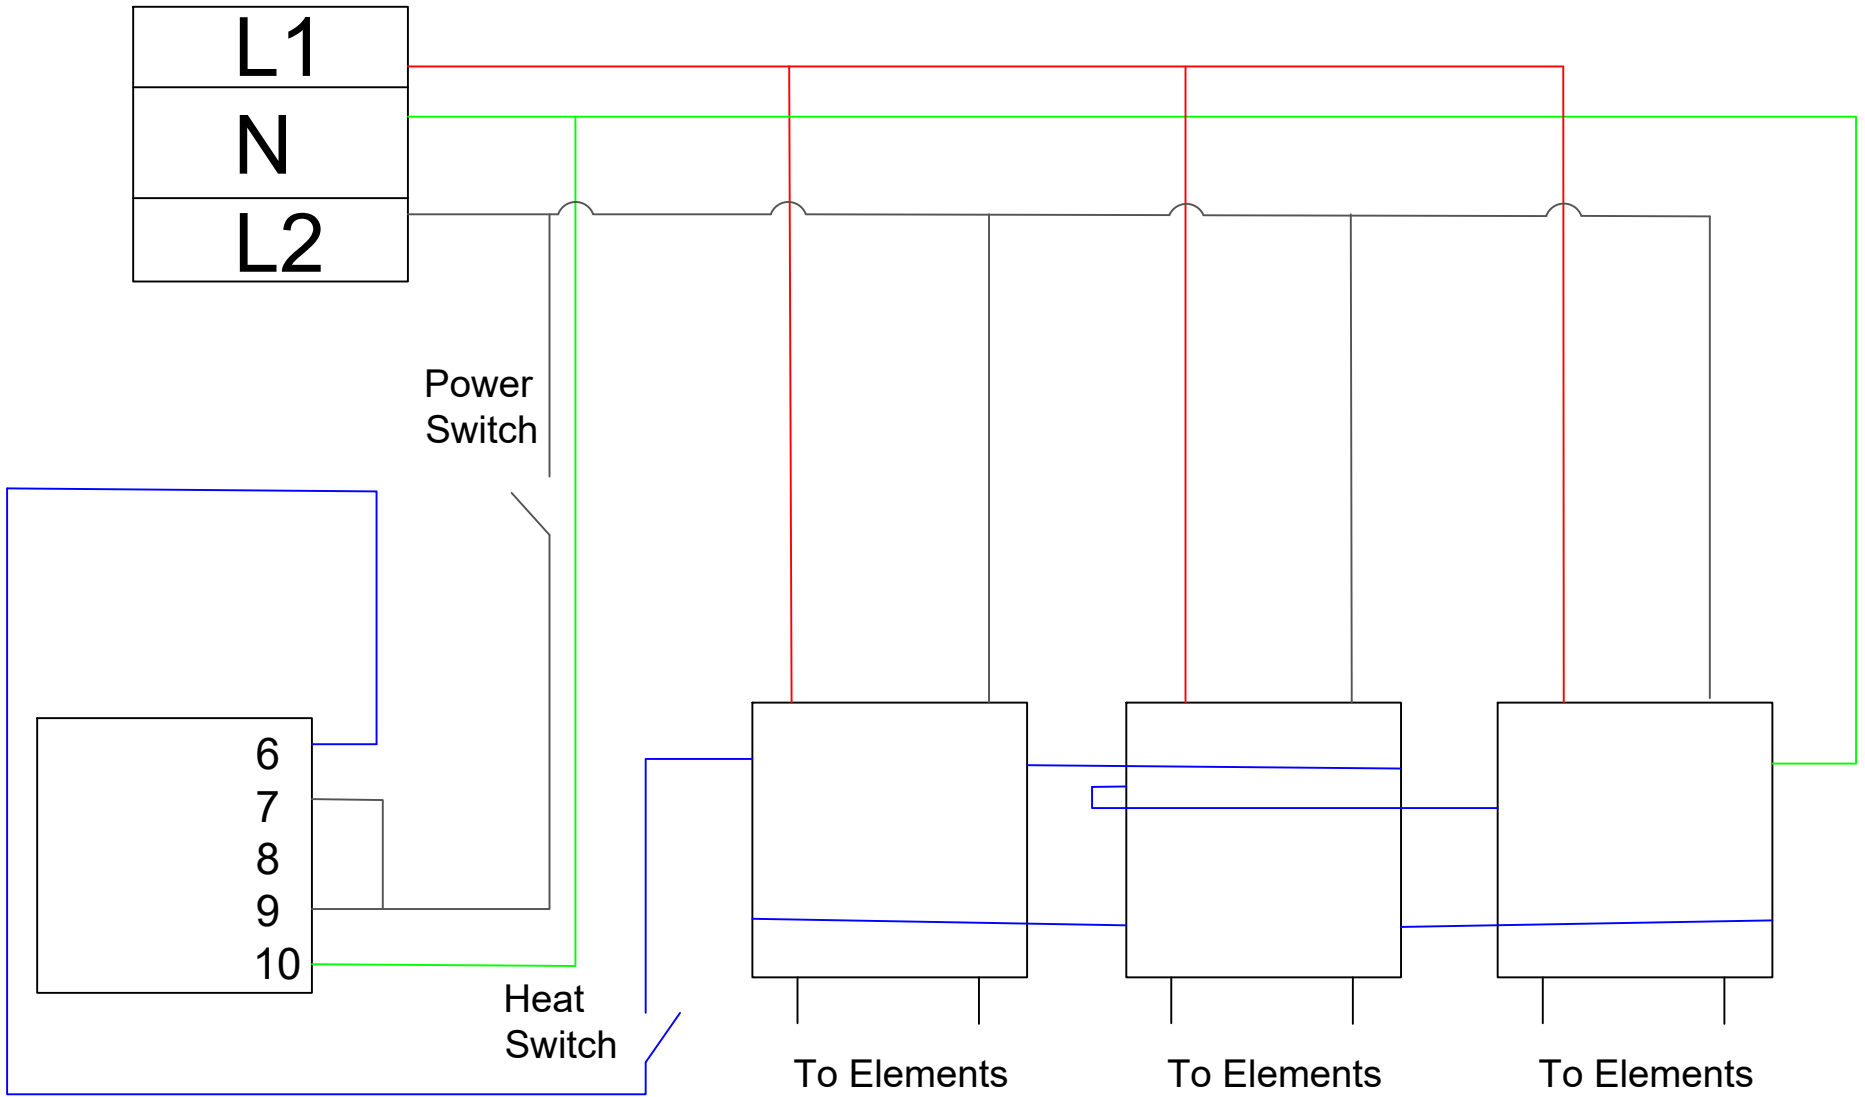 L1
N
L2
Power
Switch
6
7
8
9
10
Heat
Switch
To Elements
To Elements
To Elements